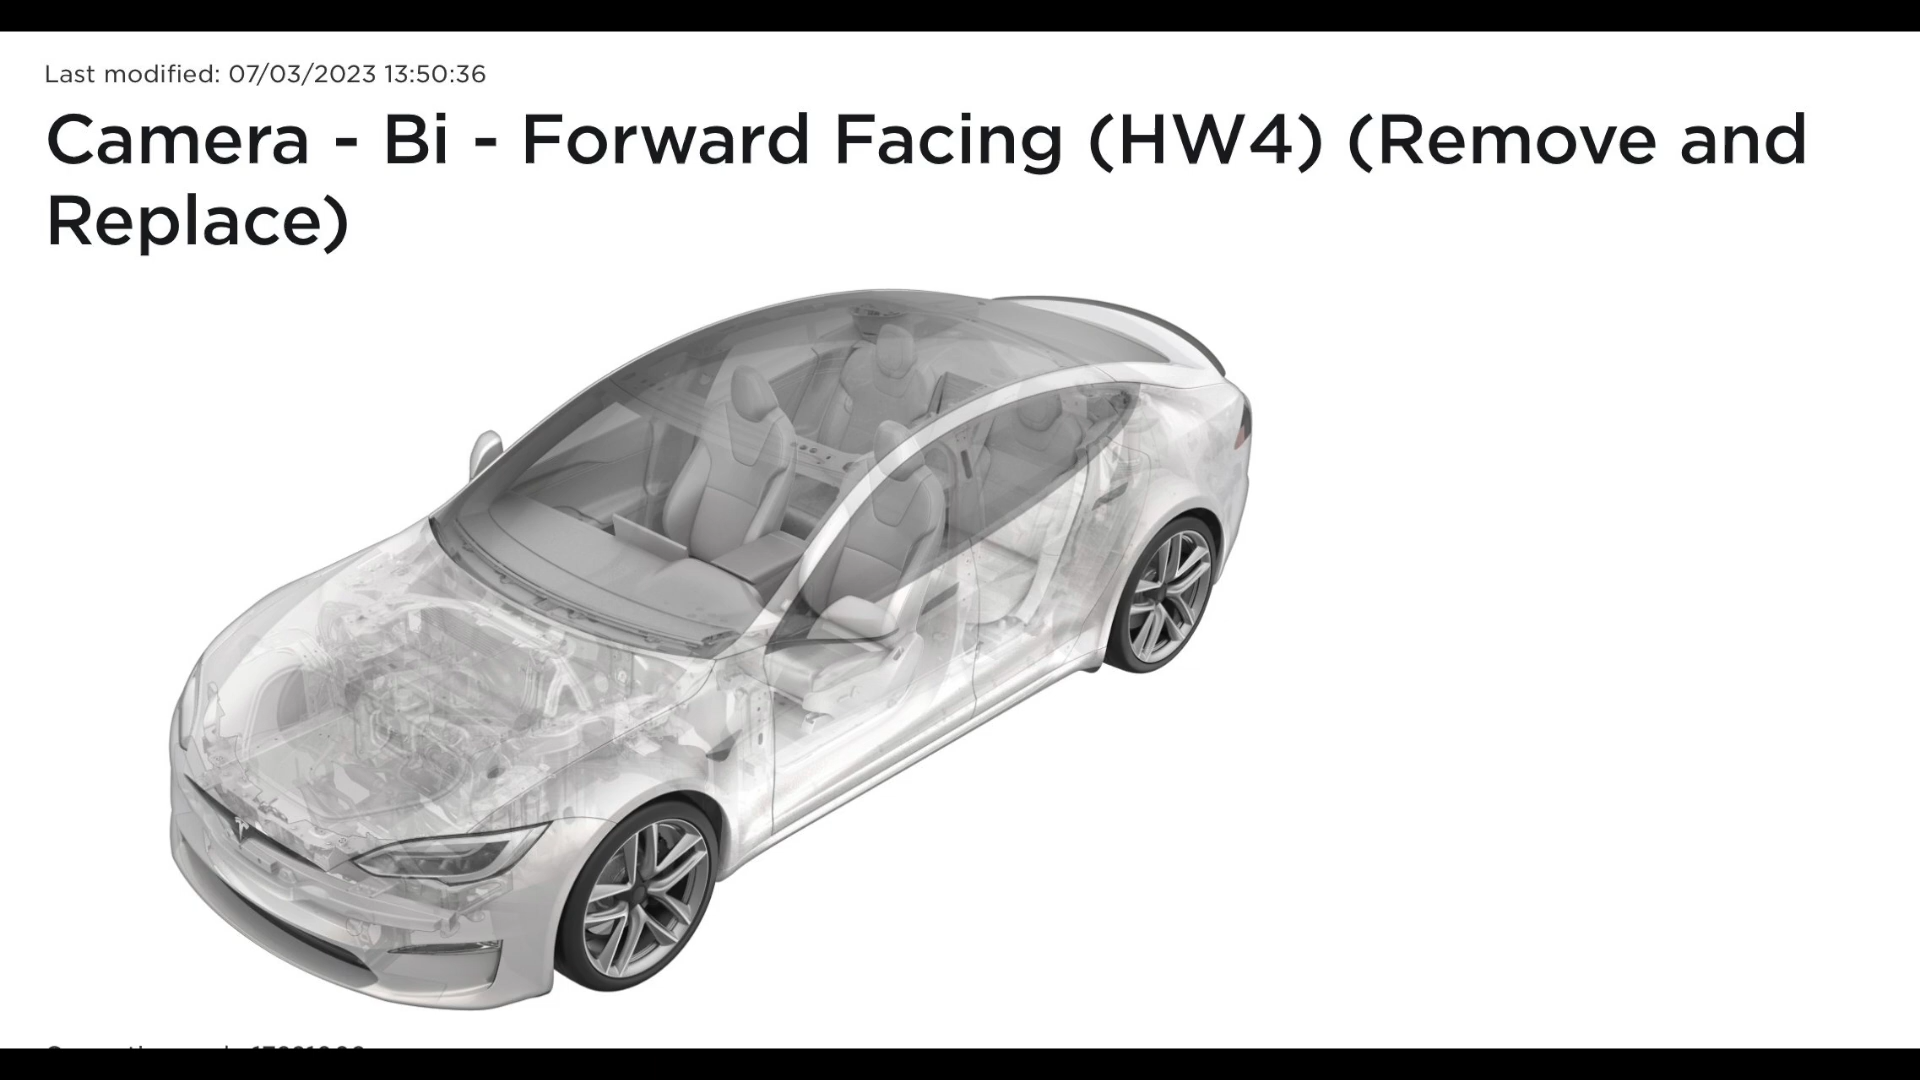 Last modified: 07/03/2023 13:50:36
Camera - Bi - Forward Facing (HW4) (Remove and
Replace)